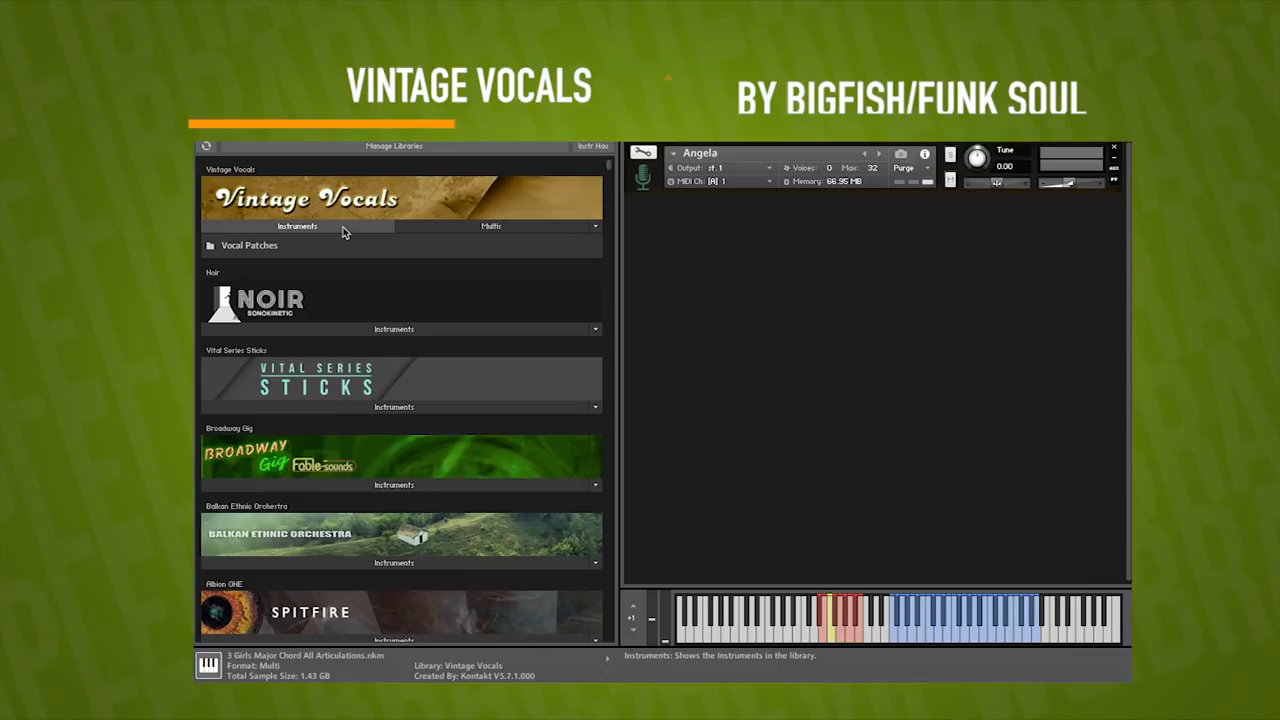 VINTAGE VOCALS
BY BIGFISH/FUNK SOUL
Manage Libraries
Instr Nav
Vintage Vocals
Vintage Vocals
Instruments
Multis
Vocal Patches
Noir
NOIR
SONOKINETIC
Instruments
Vital Series Sticks
VITAL SERIES
STICKS
Instruments
Broadway Gig
BROADWAY
Gig Fable-sounds
Instruments
Balkan Ethnic Orchestra
BALKAN ETHNIC ORCHESTRA
Instruments
Albion ONE
SPITFIRE
Instruments
Angela
Output: st.1
Voices: 0 Max: 32
Purge
MIDI Ch: [A] 1
Memory: 66.95 MB
S
M
Tune
0.00
AUX
PV
+1
3 Girls Major Chord All Articulations.nkm
Format: Multi
Library: Vintage Vocals
Total Sample Size: 1.43 GB
Created By: Kontakt V5.7.1.000
Instruments: Shows the Instruments in the library.